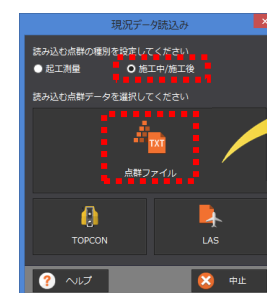 現況データ読込み
読み込む点群の種別を設定してください
起工測量 施工中/施工後
読み込む点群データを選択してください
TXT
点群ファイル
TOPCON LAS
? ヘルプ 中止